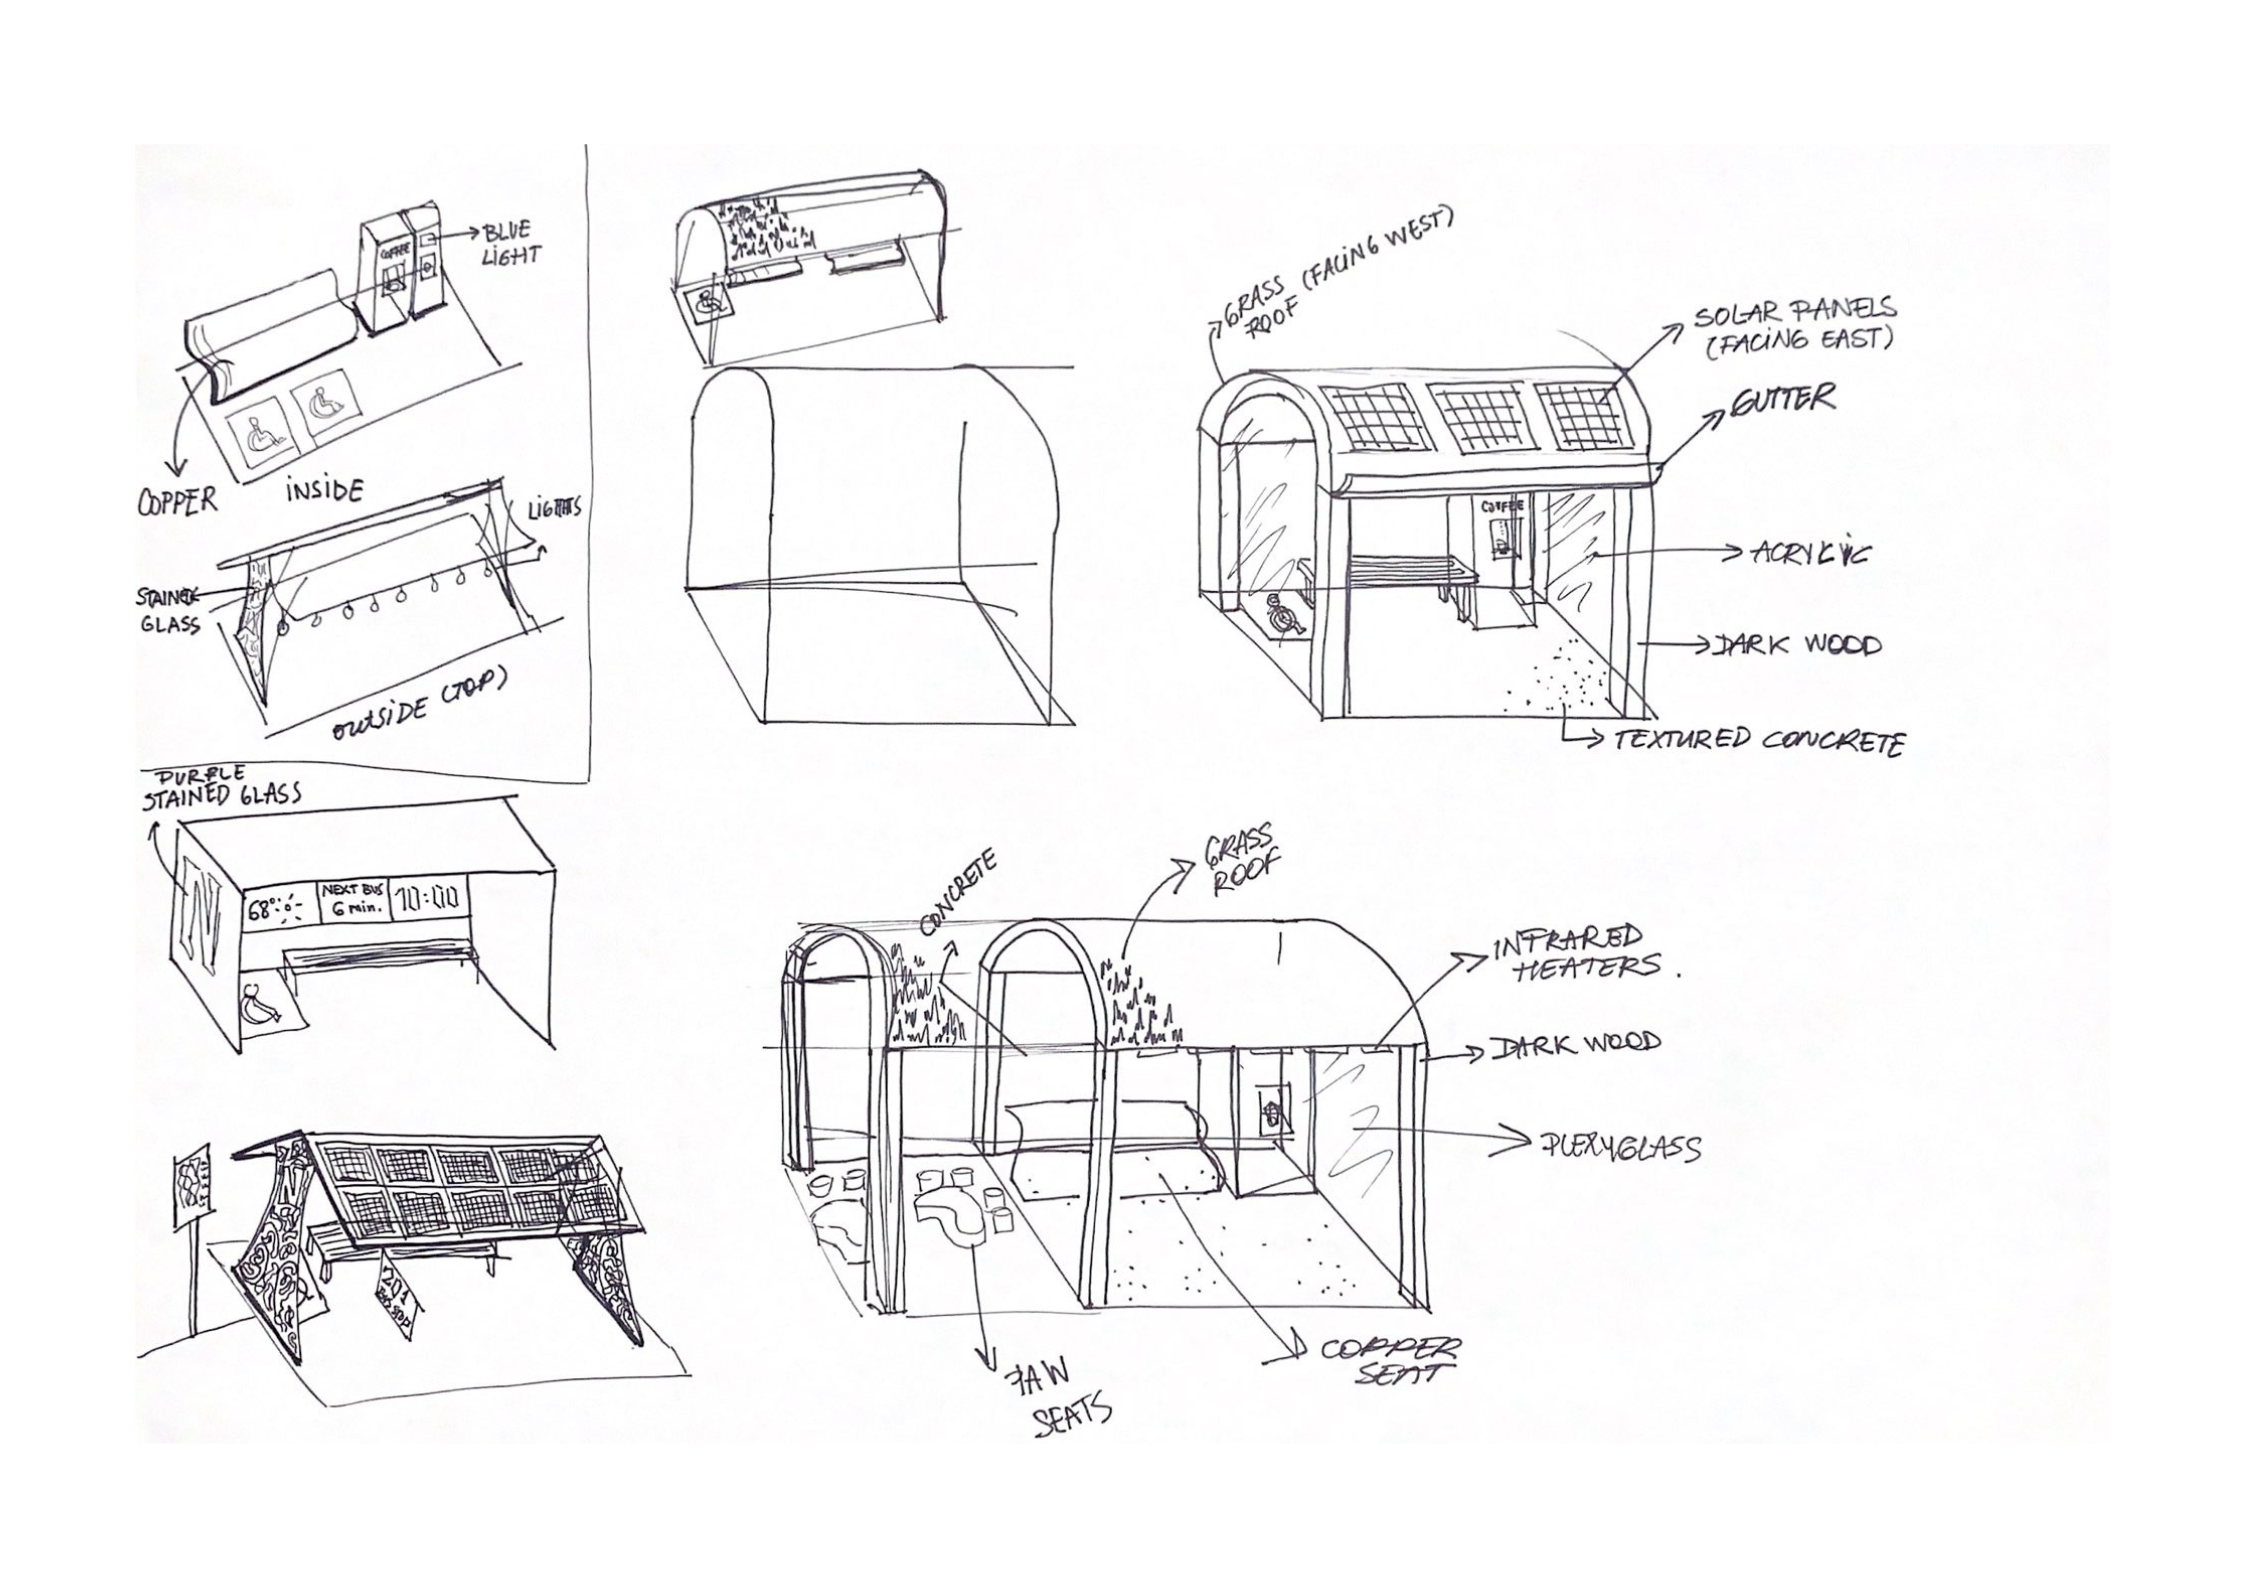 COFFEE
BLUE
LIGHT
COPPER
INSIDE
LIGHTS
STAINED
GLASS
OUTSIDE (TOP)
PURPLE
STAINED GLASS
N
68°
NEXT BUS
6 min.
10:00
N
201
BUS STOP
GRASS
ROOF
(FACING WEST)
SOLAR PANELS
(FACING EAST)
GUTTER
COFFEE
ACRYLIC
DARK WOOD
TEXTURED CONCRETE
CONCRETE
GRASS
ROOF
INFRARED
HEATERS.
DARK WOOD
PLEXYGLASS
COPPER
SEAT
PAW
SEATS